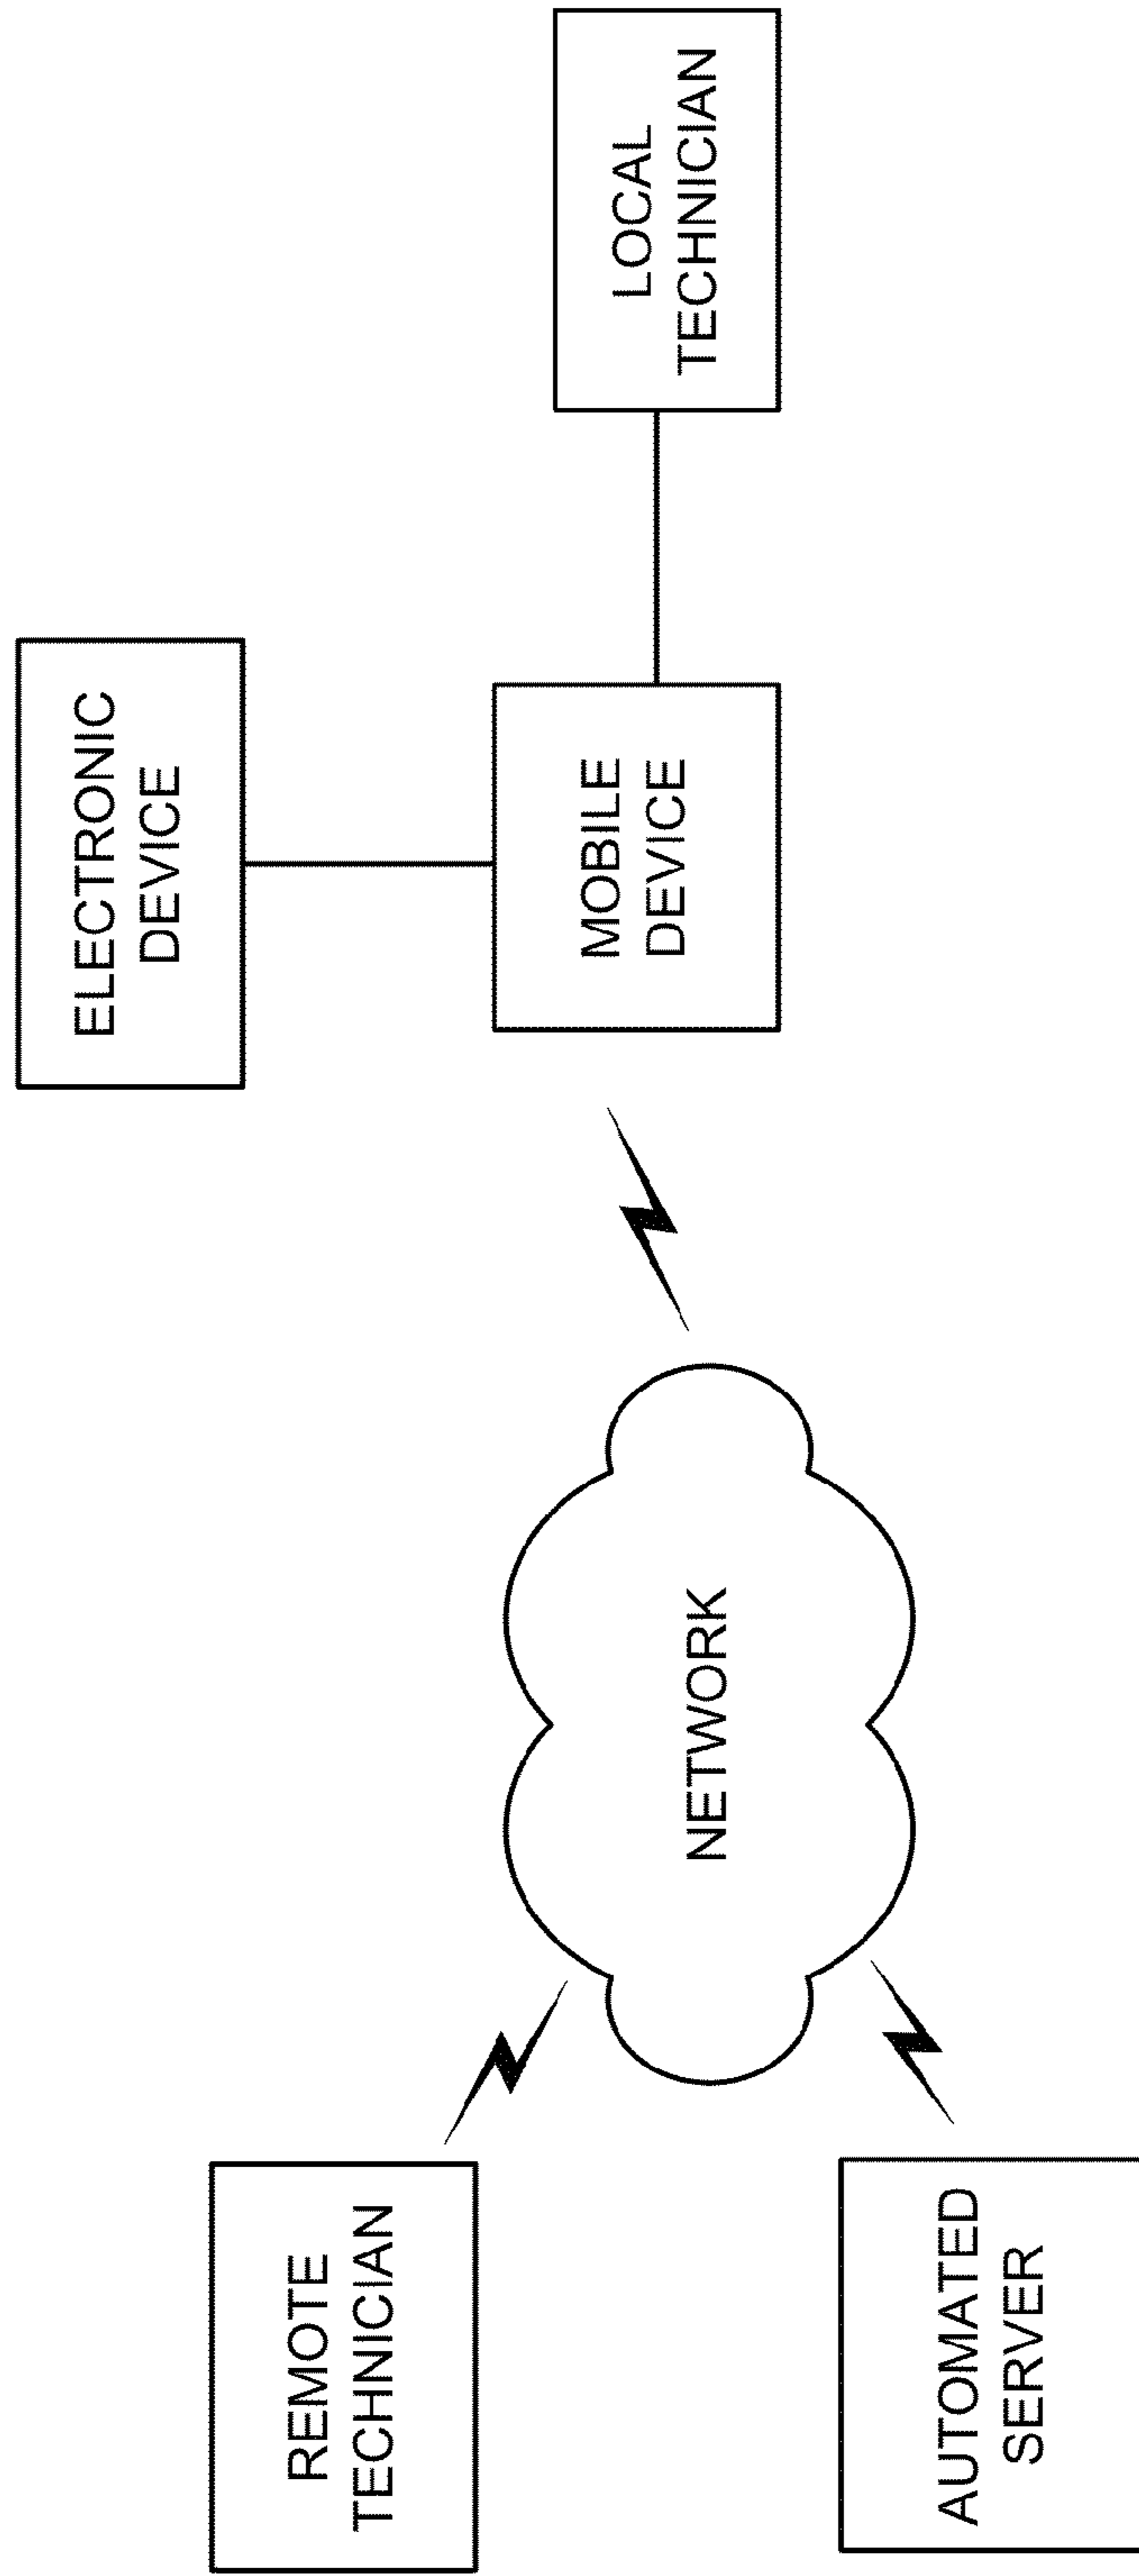 ELECTRONIC
DEVICE
REMOTE
TECHNICIAN
LOCAL
TECHNICIAN
MOBILE
DEVICE
NETWORK
AUTOMATED
SERVER